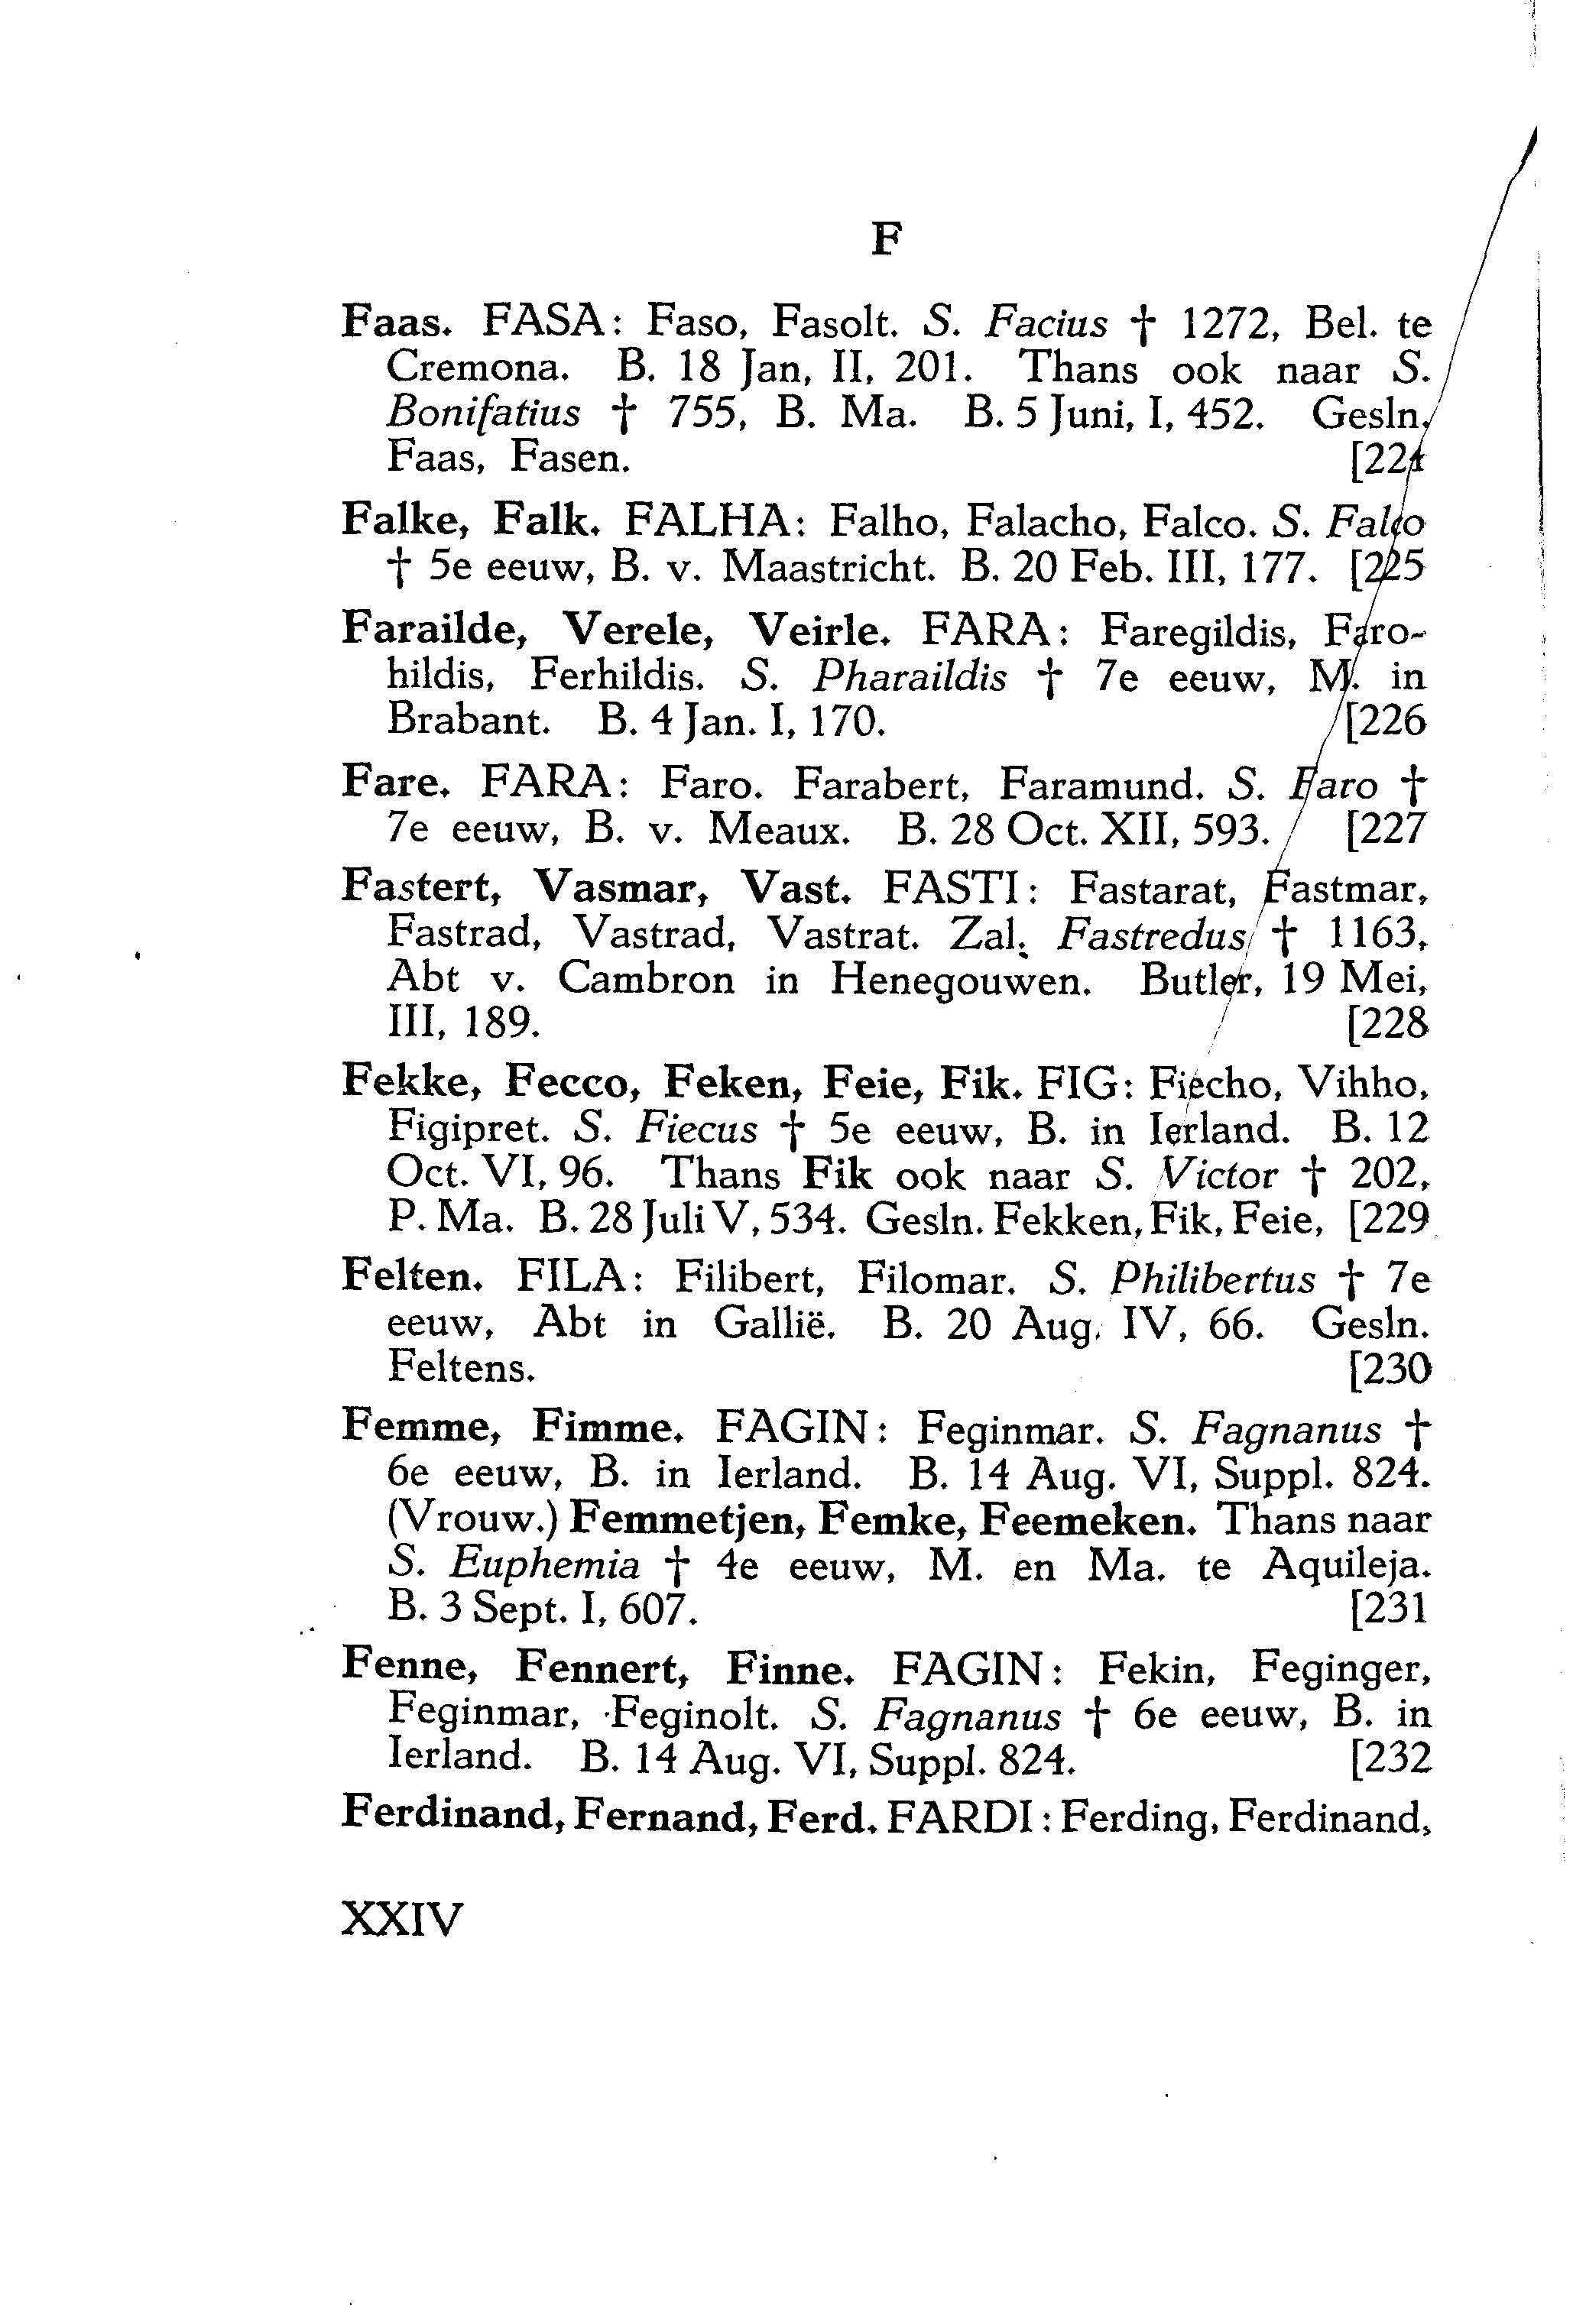 F
Faas. FASA: Faso, Fasolt. S. Facius † 1272, Bel. te
Cremona. B. 18 Jan, II, 201. Thans ook naar S.
Bonifatius † 755, B. Ma. B. 5 Juni, I, 452. Gesln.
Faas, Fasen. [224
Falke, Falk. FALHA: Falho, Falacho, Falco. S. Falco
† 5e eeuw, B. v. Maastricht. B. 20 Feb. III, 177. [225
Farailde, Verele, Veirle. FARA: Faregildis, Faro-
hildis, Ferhildis. S. Pharaildis † 7e eeuw, M. in
Brabant. B. 4 Jan. I, 170. [226
Fare. FARA: Faro. Farabert, Faramund. S. Faro †
7e eeuw, B. v. Meaux. B. 28 Oct. XII, 593. [227
Fastert, Vasmar, Vast. FASTI: Fastarat, Fastmar,
Fastrad, Vastrad, Vastrat. Zal. Fastredus † 1163,
Abt v. Cambron in Henegouwen. Butler, 19 Mei,
III, 189. [228
Fekke, Fecco, Feken, Feie, Fik. FIG: Fiecho, Vihho,
Figipret. S. Fiecus † 5e eeuw, B. in Ierland. B. 12
Oct. VI, 96. Thans Fik ook naar S. Victor † 202,
P. Ma. B. 28 Juli V, 534. Gesln. Fekken, Fik, Feie, [229
Felten. FILA: Filibert, Filomar. S. Philibertus † 7e
eeuw, Abt in Gallië. B. 20 Aug. IV, 66. Gesln.
Feltens. [230
Femme, Fimme. FAGIN: Feginmar. S. Fagnanus †
6e eeuw, B. in Ierland. B. 14 Aug. VI, Suppl. 824.
(Vrouw.) Femmetjen, Femke, Feemeken. Thans naar
S. Euphemia † 4e eeuw, M. en Ma. te Aquileja.
B. 3 Sept. I, 607. [231
Fenne, Fennert, Finne. FAGIN: Fekin, Feginger,
Feginmar, Feginolt. S. Fagnanus † 6e eeuw, B. in
Ierland. B. 14 Aug. VI, Suppl. 824. [232
Ferdinand, Fernand, Ferd. FARDI: Ferding, Ferdinand,
XXIV